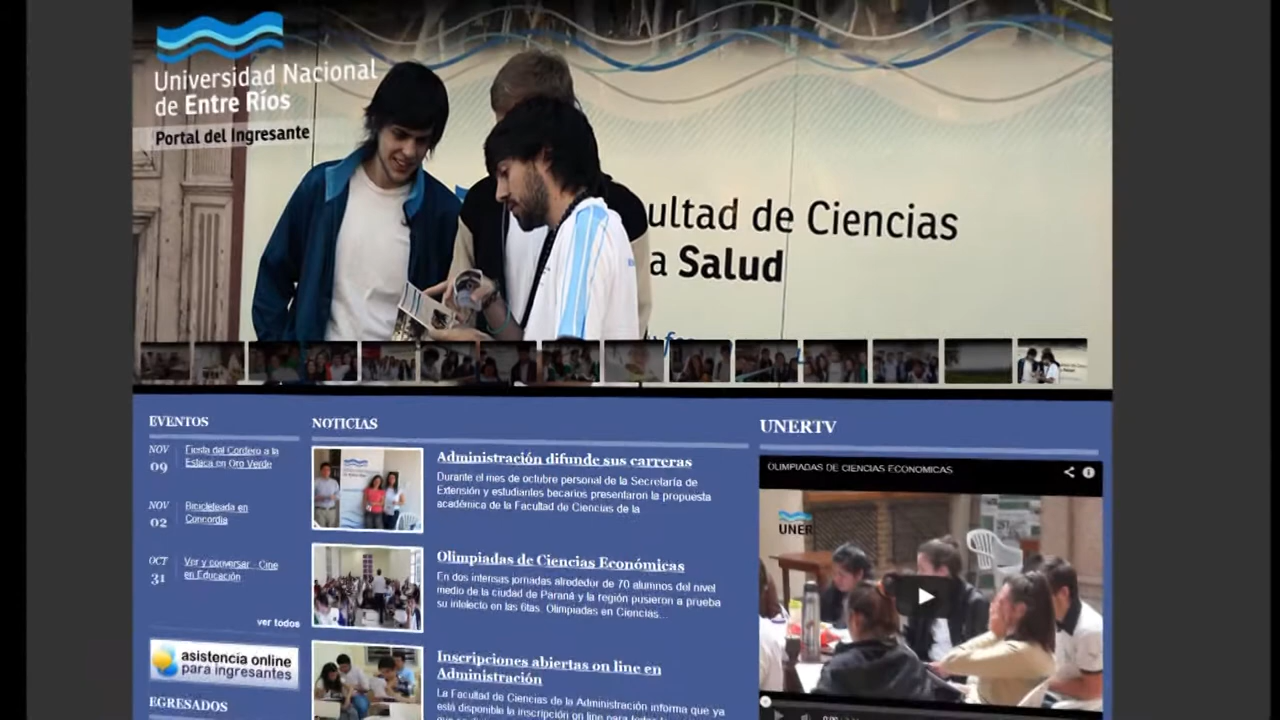 Universidad Nacional
de Entre Ríos
Portal del Ingresante
ultad de Ciencias
a Salud
EVENTOS
NOV
09
Fiesta del Cordero a la
Estaca en Oro Verde
NOV
02
Bicicleteada en
Concordia
OCT
31
Ver y conversar... Cine
en Educación
ver todos
asistencia online
para ingresantes
EGRESADOS
NOTICIAS
Administración difunde sus carreras
Durante el mes de octubre personal de la Secretaría de
Extensión y estudiantes becarios presentaron la propuesta
académica de la Facultad de Ciencias de la
Olimpiadas de Ciencias Económicas
En dos intensas jornadas alrededor de 70 alumnos del nivel
medio de la ciudad de Paraná y la región pusieron a prueba
su intelecto en las 6tas. Olimpiadas en Ciencias...
Inscripciones abiertas on line en
Administración
La Facultad de Ciencias de la Administración informa que ya
está disponible la inscripción on line para todos
UNERTV
OLIMPIADAS DE CIENCIAS ECONOMICAS
UNER